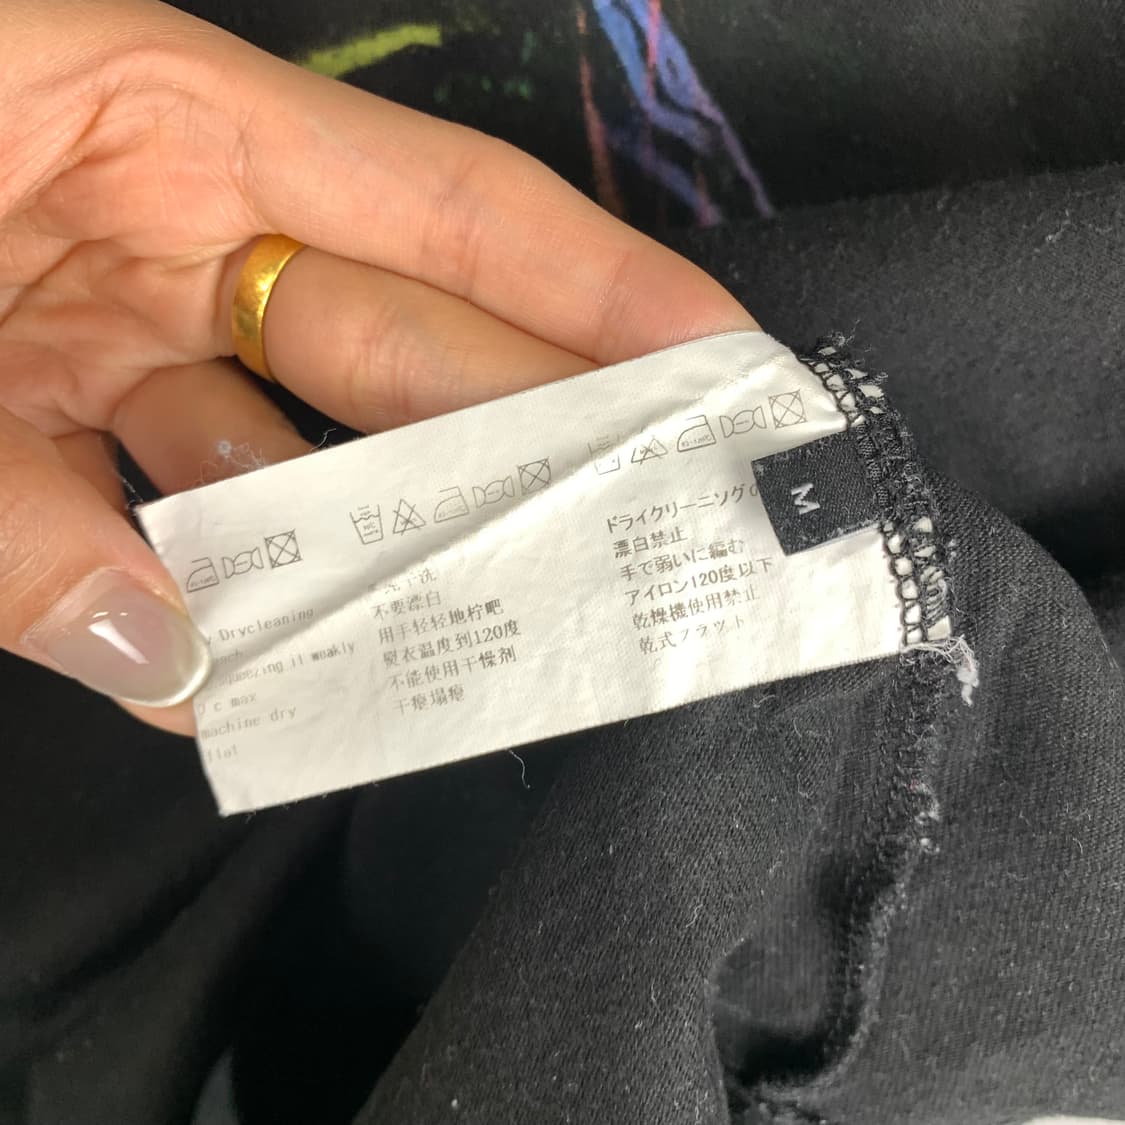 Drycleaning
it weakly
c max
machine dry
flat
干洗
不要漂白
用手轻轻地柠吧
熨衣温度到120度
不能使用干燥剂
干瘪塌瘪
ドライクリーニング
漂白禁止
手で弱いに編む
アイロン120度以下
乾燥機使用禁止
乾式フラット
M